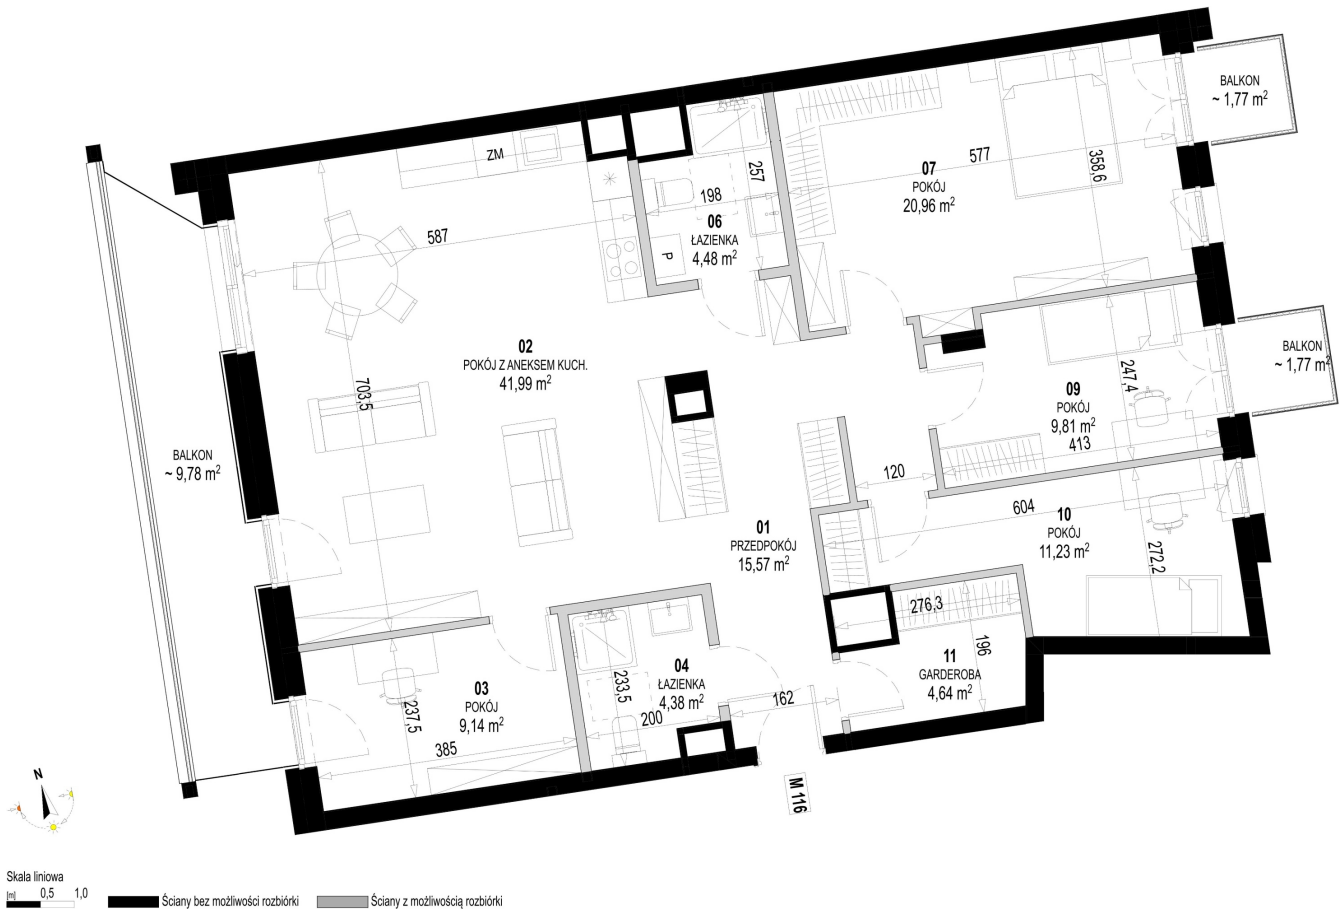 BALKON
~ 1,77 m²
ZM
257
577
358,6
07
POKÓJ
20,96 m²
198
06
ŁAZIENKA
4,48 m²
P
587
02
POKÓJ Z ANEKSEM KUCH.
41,99 m²
703,5
BALKON
~ 1,77 m²
247,4
09
POKÓJ
9,81 m²
413
BALKON
~ 9,78 m²
120
604
10
POKÓJ
11,23 m²
272,2
01
PRZEDPOKÓJ
15,57 m²
276,3
196
11
GARDEROBA
4,64 m²
04
ŁAZIENKA
4,38 m²
233,5
200
162
03
POKÓJ
9,14 m²
237,5
385
M 116
N
Skala liniowa
[m] 0,5 1,0
Ściany bez możliwości rozbiórki
Ściany z możliwością rozbiórki